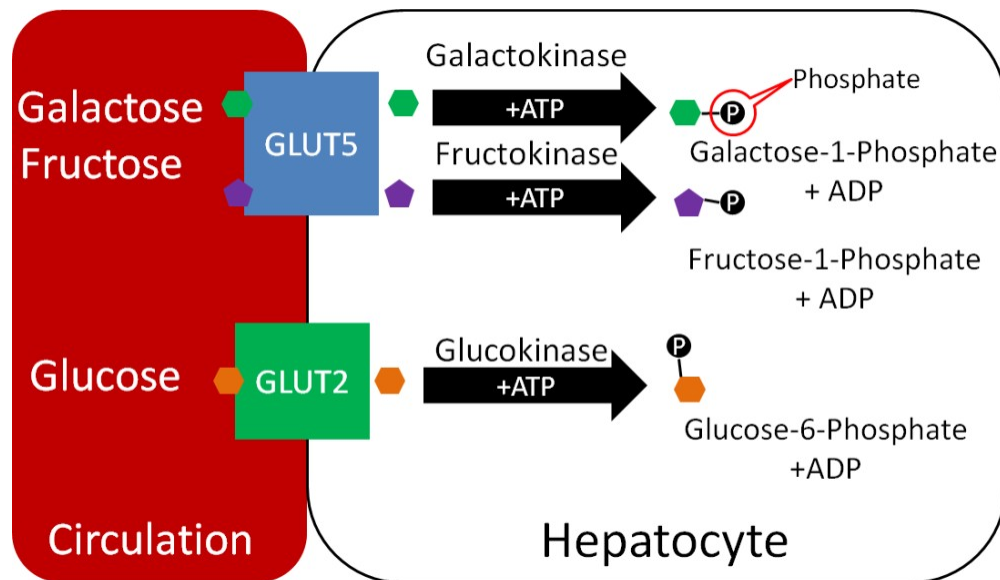 Galactokinase
Phosphate
Galactose
GLUT5
+ATP
P
Fructose
Fructokinase
Galactose-1-Phosphate
+ ADP
+ATP
P
Fructose-1-Phosphate
+ ADP
Glucose
GLUT2
Glucokinase
+ATP
P
Glucose-6-Phosphate
+ADP
Circulation
Hepatocyte